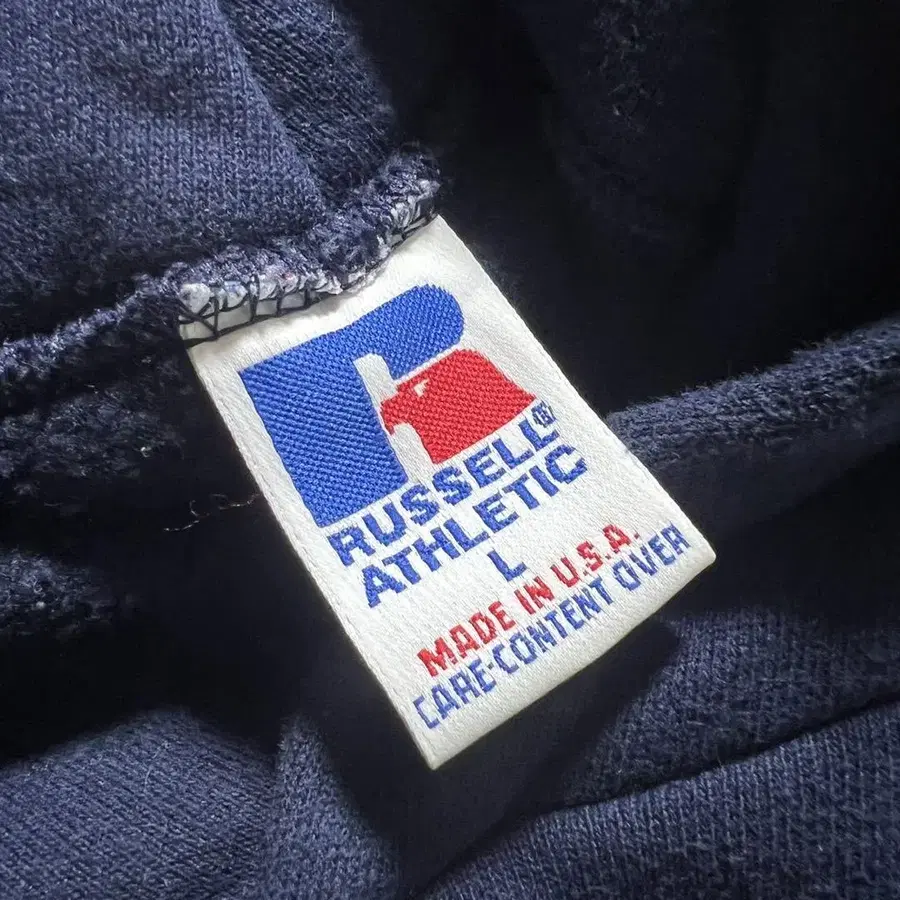 RUSSELL®
ATHLETIC
L
MADE IN U.S.A.
CARE-CONTENT OVER